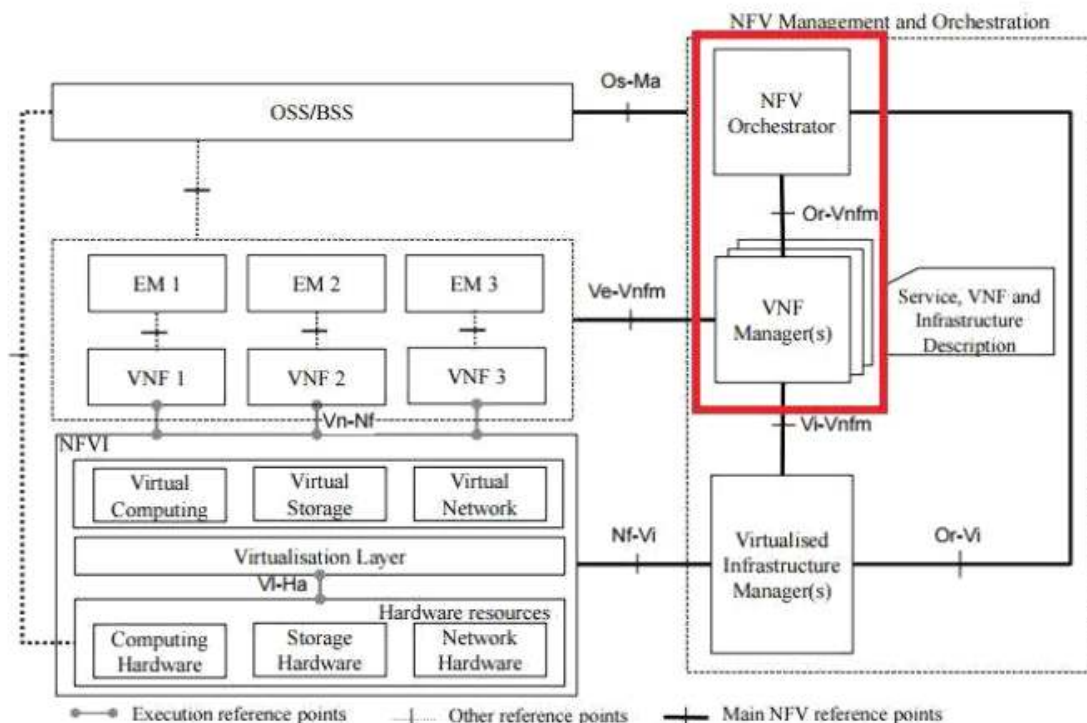 NFV Management and Orchestration
Os-Ma
OSS/BSS
NFV
Orchestrator
Or-Vnfm
EM 1
EM 2
EM 3
Ve-Vnfm
VNF
Manager(s)
Service, VNF and
Infrastructure
Description
VNF 1
VNF 2
VNF 3
Vn-Nf
Vi-Vnfm
NFVI
Virtual
Computing
Virtual
Storage
Virtual
Network
Nf-Vi
Virtualised
Infrastructure
Manager(s)
Or-Vi
Virtualisation Layer
Vl-Ha
Hardware resources
Computing
Hardware
Storage
Hardware
Network
Hardware
Execution reference points
Other reference points
Main NFV reference points